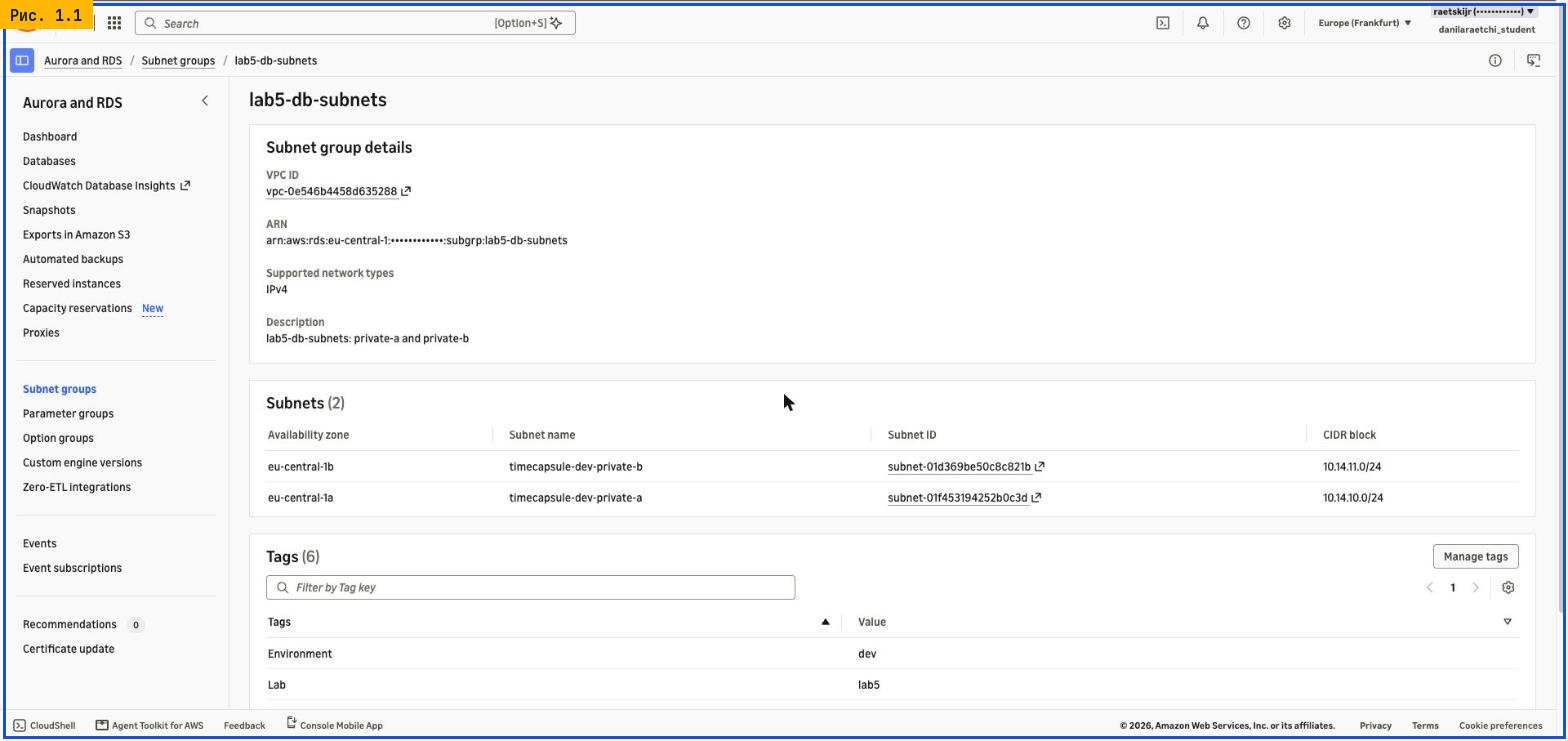 Рис. 1.1
Search [Option+S]
Europe (Frankfurt)
raetskijr (••••••••••••)
danilaraetchi_student
Aurora and RDS / Subnet groups / lab5-db-subnets
Aurora and RDS
Dashboard
Databases
CloudWatch Database Insights
Snapshots
Exports in Amazon S3
Automated backups
Reserved instances
Capacity reservations New
Proxies
Subnet groups
Parameter groups
Option groups
Custom engine versions
Zero-ETL integrations
Events
Event subscriptions
Recommendations 0
Certificate update
lab5-db-subnets
Subnet group details
VPC ID
vpc-0e546b4458d635288
ARN
arn:aws:rds:eu-central-1:••••••••••••:subgrp:lab5-db-subnets
Supported network types
IPv4
Description
lab5-db-subnets: private-a and private-b
Subnets (2)
Availability zone Subnet name Subnet ID CIDR block
eu-central-1b timecapsule-dev-private-b subnet-01d369be50c8c821b 10.14.11.0/24
eu-central-1a timecapsule-dev-private-a subnet-01f453194252b0c3d 10.14.10.0/24
Tags (6)
Manage tags
Filter by Tag key
1
Tags Value
Environment dev
Lab lab5
CloudShell Agent Toolkit for AWS Feedback Console Mobile App © 2026, Amazon Web Services, Inc. or its affiliates. Privacy Terms Cookie preferences